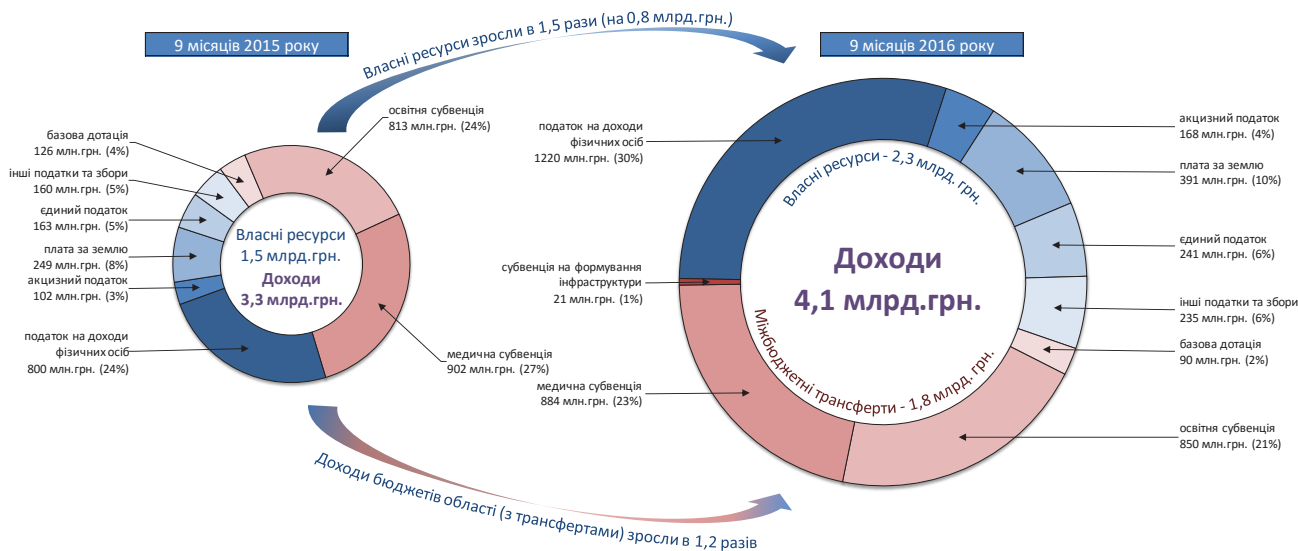 Власні ресурси зросли в 1,5 рази (на 0,8 млрд.грн.)
9 місяців 2015 року
9 місяців 2016 року
освітня субвенція
813 млн.грн. (24%)
базова дотація
126 млн.грн. (4%)
інші податки та збори
160 млн.грн. (5%)
єдиний податок
163 млн.грн. (5%)
плата за землю
249 млн.грн. (8%)
акцизний податок
102 млн.грн. (3%)
податок на доходи
фізичних осіб
800 млн.грн. (24%)
медична субвенція
902 млн.грн. (27%)
Власні ресурси
1,5 млрд.грн.
Доходи
3,3 млрд.грн.
податок на доходи
фізичних осіб
1220 млн.грн. (30%)
субвенція на формування
інфраструктури
21 млн.грн. (1%)
медична субвенція
884 млн.грн. (23%)
Власні ресурси - 2,3 млрд. грн.
Доходи
4,1 млрд.грн.
Міжбюджетні трансферти - 1,8 млрд. грн.
акцизний податок
168 млн.грн. (4%)
плата за землю
391 млн.грн. (10%)
єдиний податок
241 млн.грн. (6%)
інші податки та збори
235 млн.грн. (6%)
базова дотація
90 млн.грн. (2%)
освітня субвенція
850 млн.грн. (21%)
Доходи бюджетів області (з трансфертами) зросли в 1,2 разів